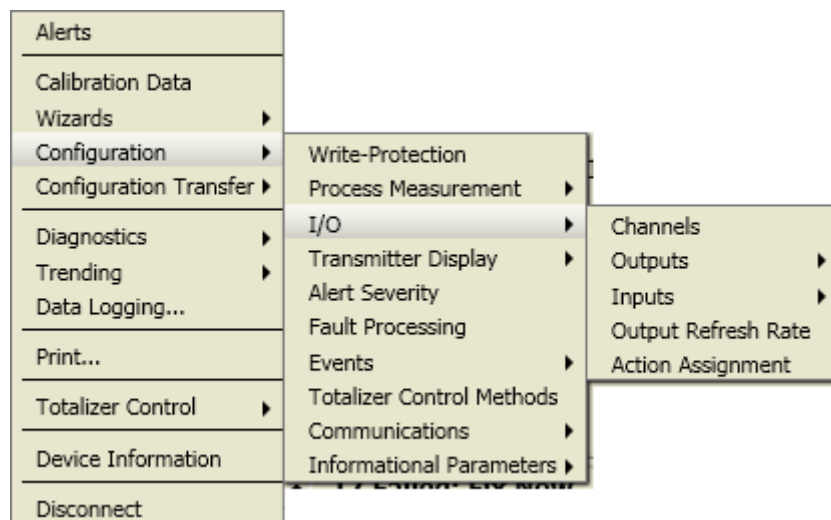 Alerts
Calibration Data
Wizards
Configuration
Configuration Transfer
Diagnostics
Trending
Data Logging...
Print...
Totalizer Control
Device Information
Disconnect
Write-Protection
Process Measurement
I/O
Transmitter Display
Alert Severity
Fault Processing
Events
Totalizer Control Methods
Communications
Informational Parameters
Channels
Outputs
Inputs
Output Refresh Rate
Action Assignment